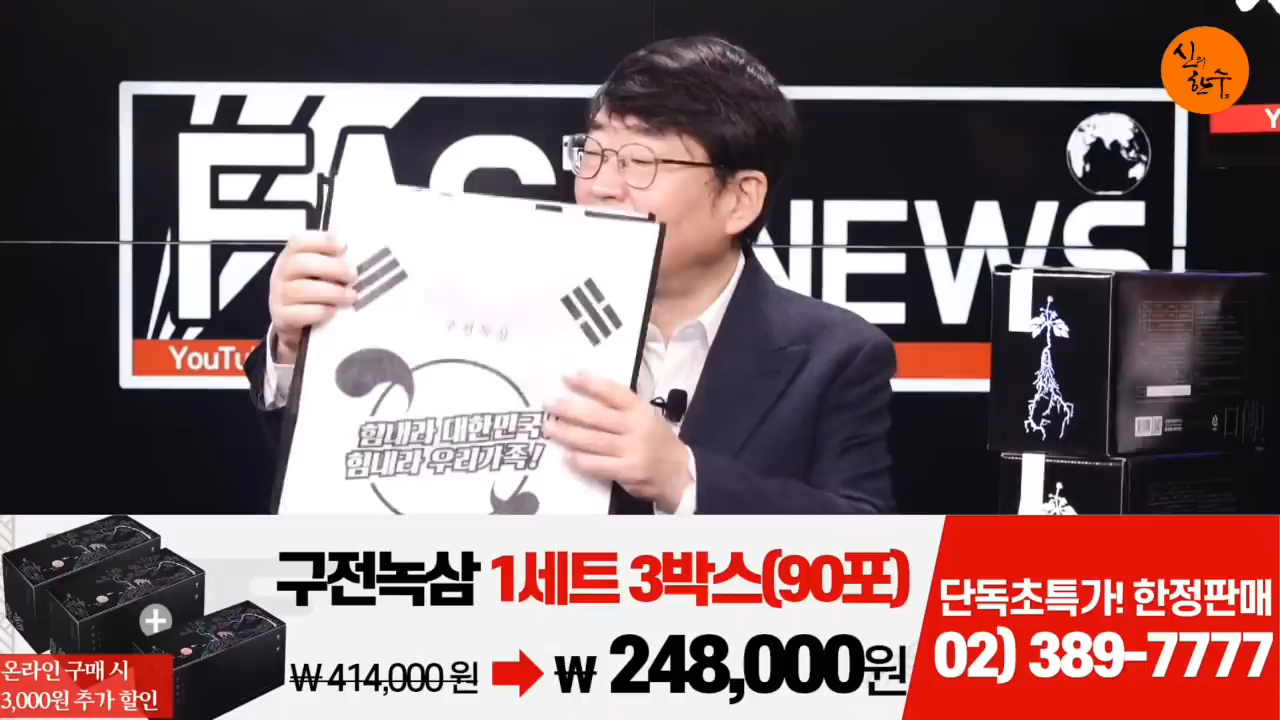 신의
한수
FAST NEWS
YouTu
Y
구전녹삼
힘내라 대한민국!
힘내라 우리가족!
구전녹삼 1세트 3박스(90포)
₩ 414,000 원
₩ 248,000원
온라인 구매 시
3,000원 추가 할인
단독초특가! 한정판매
02) 389-7777